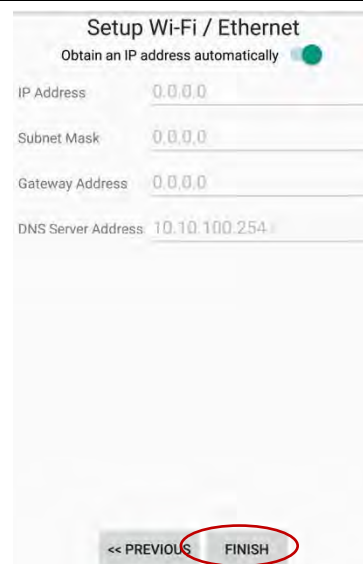 Setup Wi-Fi / Ethernet
Obtain an IP address automatically
IP Address 0.0.0.0
Subnet Mask 0.0.0.0
Gateway Address 0.0.0.0
DNS Server Address 10.10.100.254
<< PREVIOUS FINISH